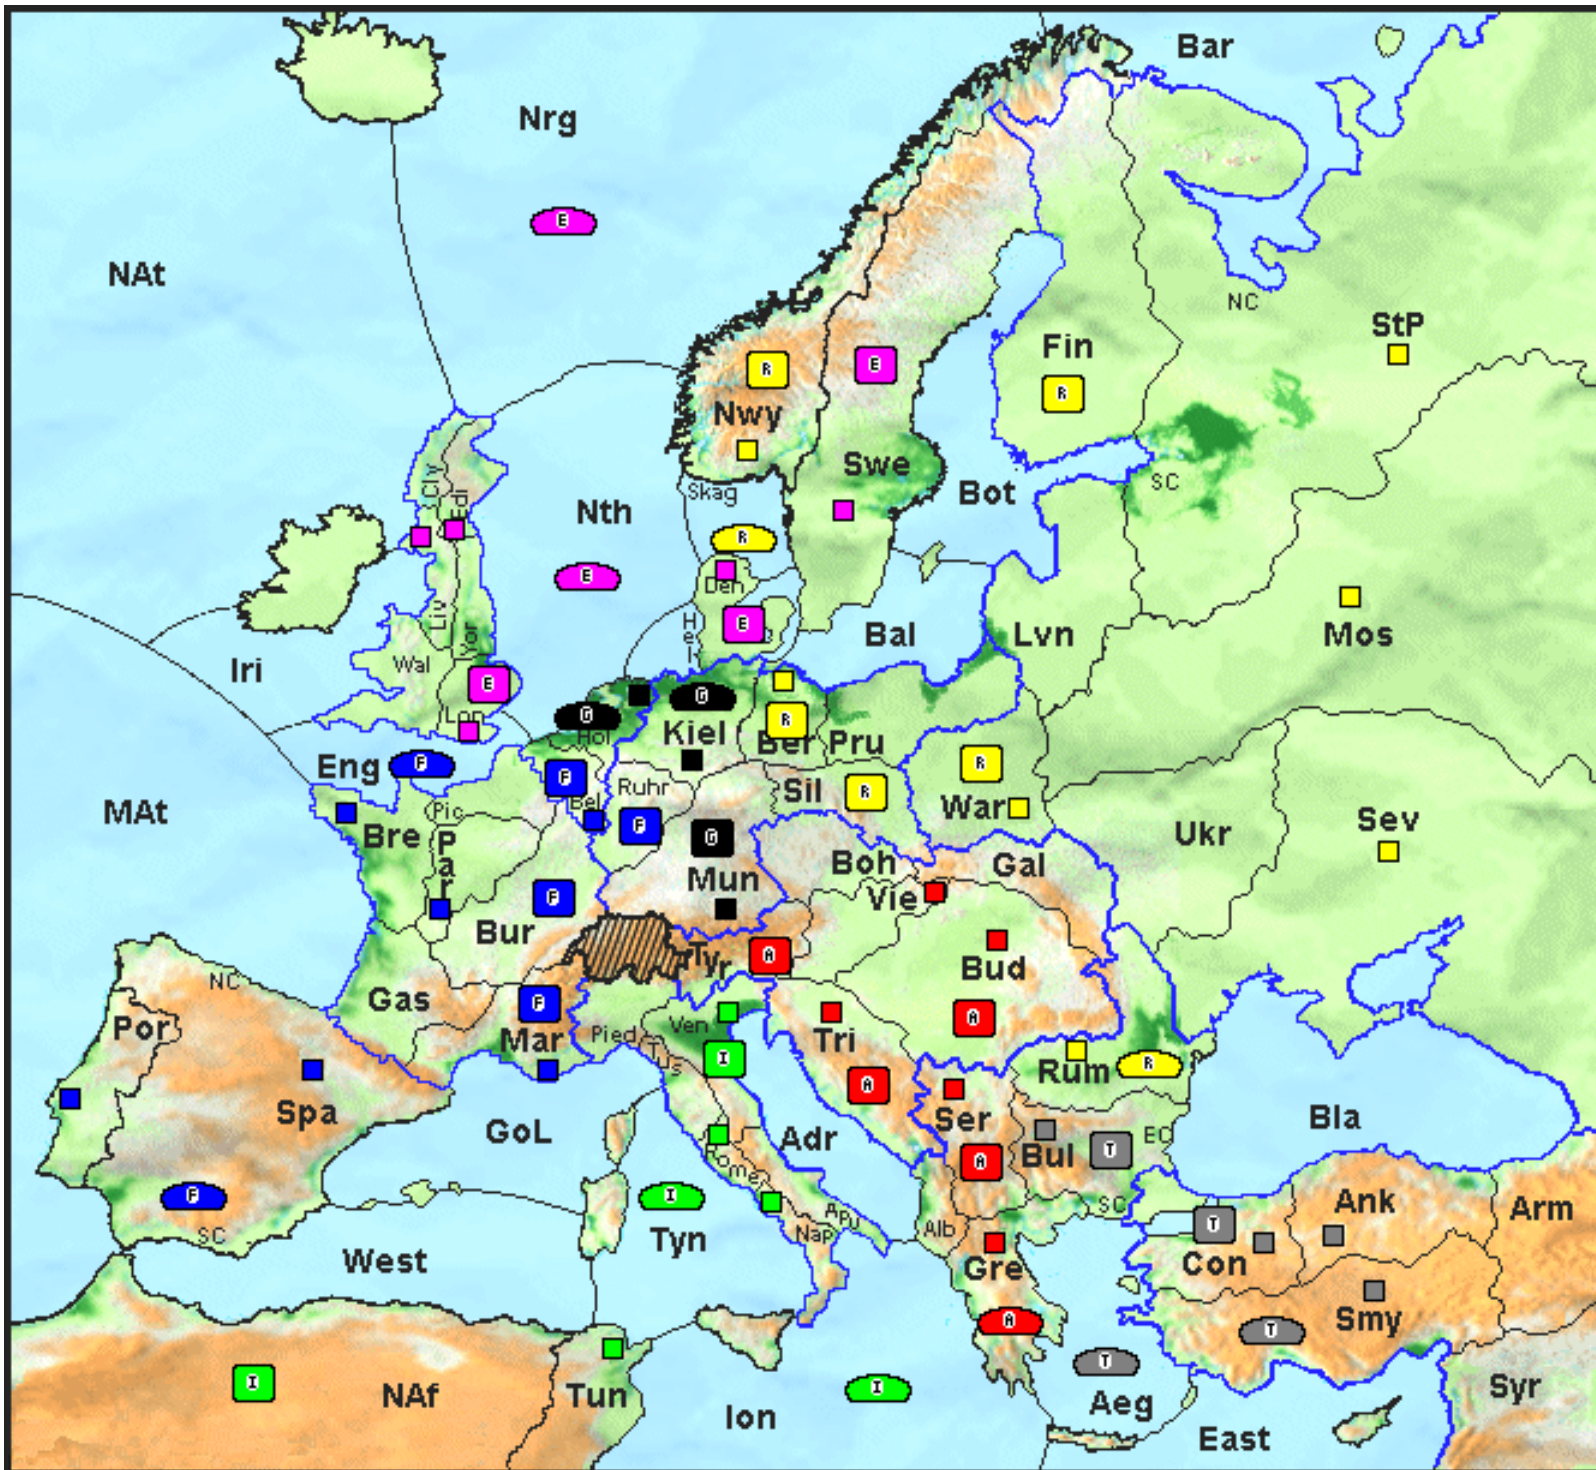 Bar
Nrg
E
NAt
NC
StP
Fin
R
E
R
Nwy
Swe
SC
Bot
Cly
Edl
Skag
Nth
R
E
Den
Mos
E
Bal
Lvn
Hel
Liv
Yor
Wal
Iri
E
Lon
G
G
Kiel
R
Ber
Pru
Hol
Eng
F
F
Bel
Ruhr
Sil
R
R
War
MAt
Bre
Pic
Par
F
G
Mun
Boh
Gal
Ukr
Sev
Vie
F
Bur
Tyr
A
Bud
NC
Gas
F
Mar
A
Por
Pied
Ven
Tus
Tri
I
Rum
R
A
Spa
GoL
Ser
Bla
Adr
EC
Bul
T
A
Rome
F
SC
I
Tyn
Apu
Nap
Alb
SC
T
Ank
Arm
West
Gre
Con
A
T
Smy
I
NAf
Tun
I
T
Aeg
Syr
Ion
East